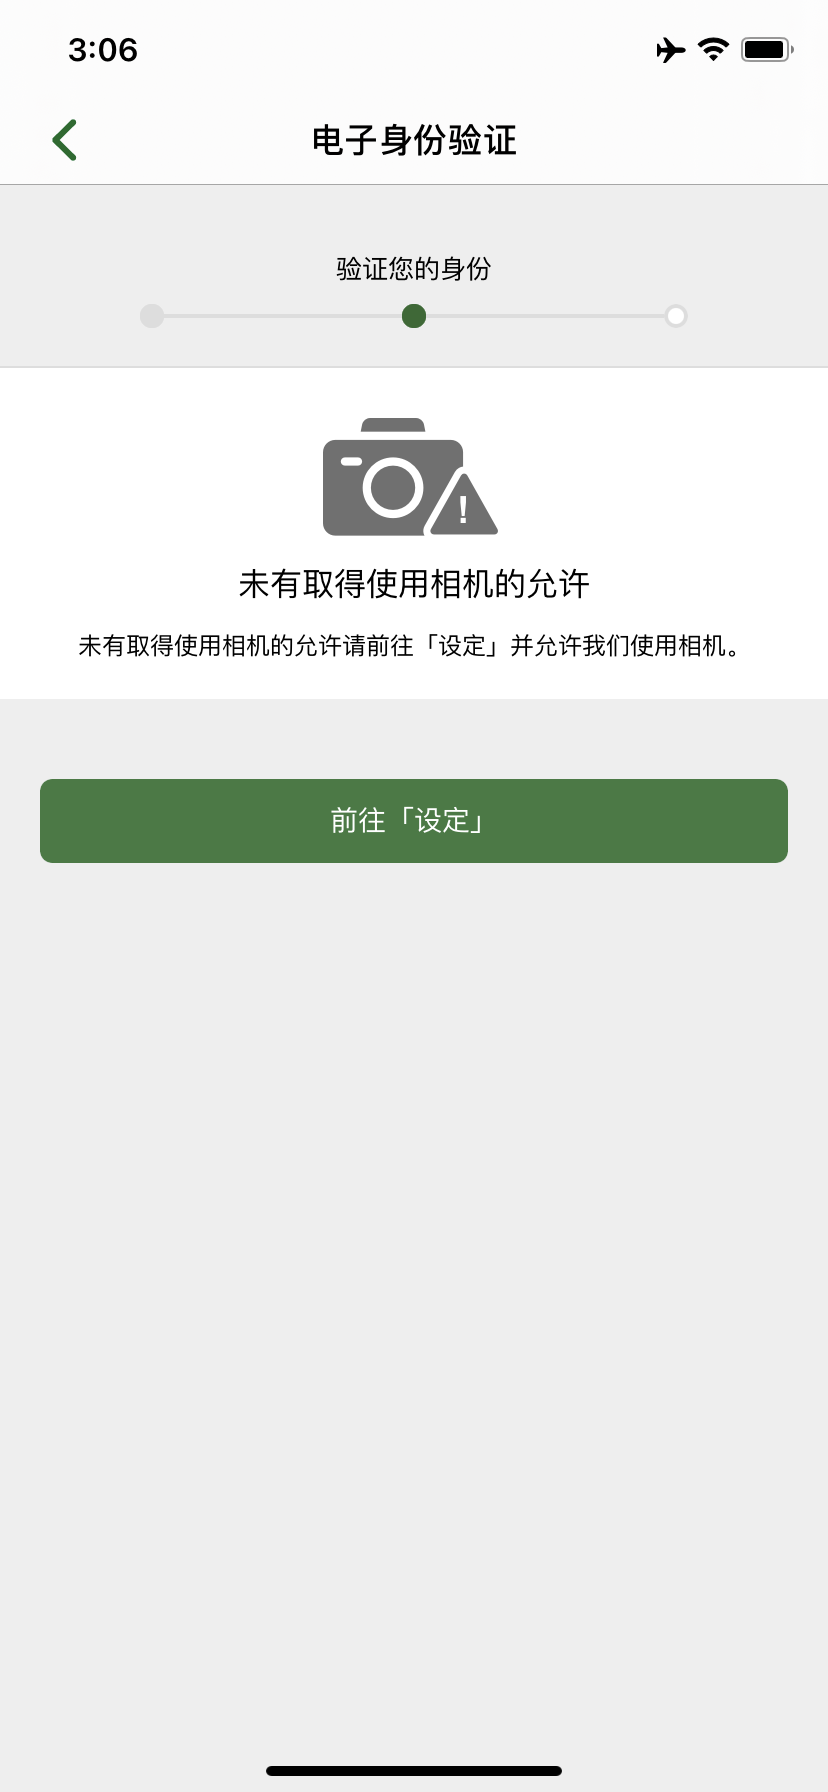 3:06
电子身份验证
验证您的身份
未有取得使用相机的允许
未有取得使用相机的允许请前往「设定」并允许我们使用相机。
前往「设定」